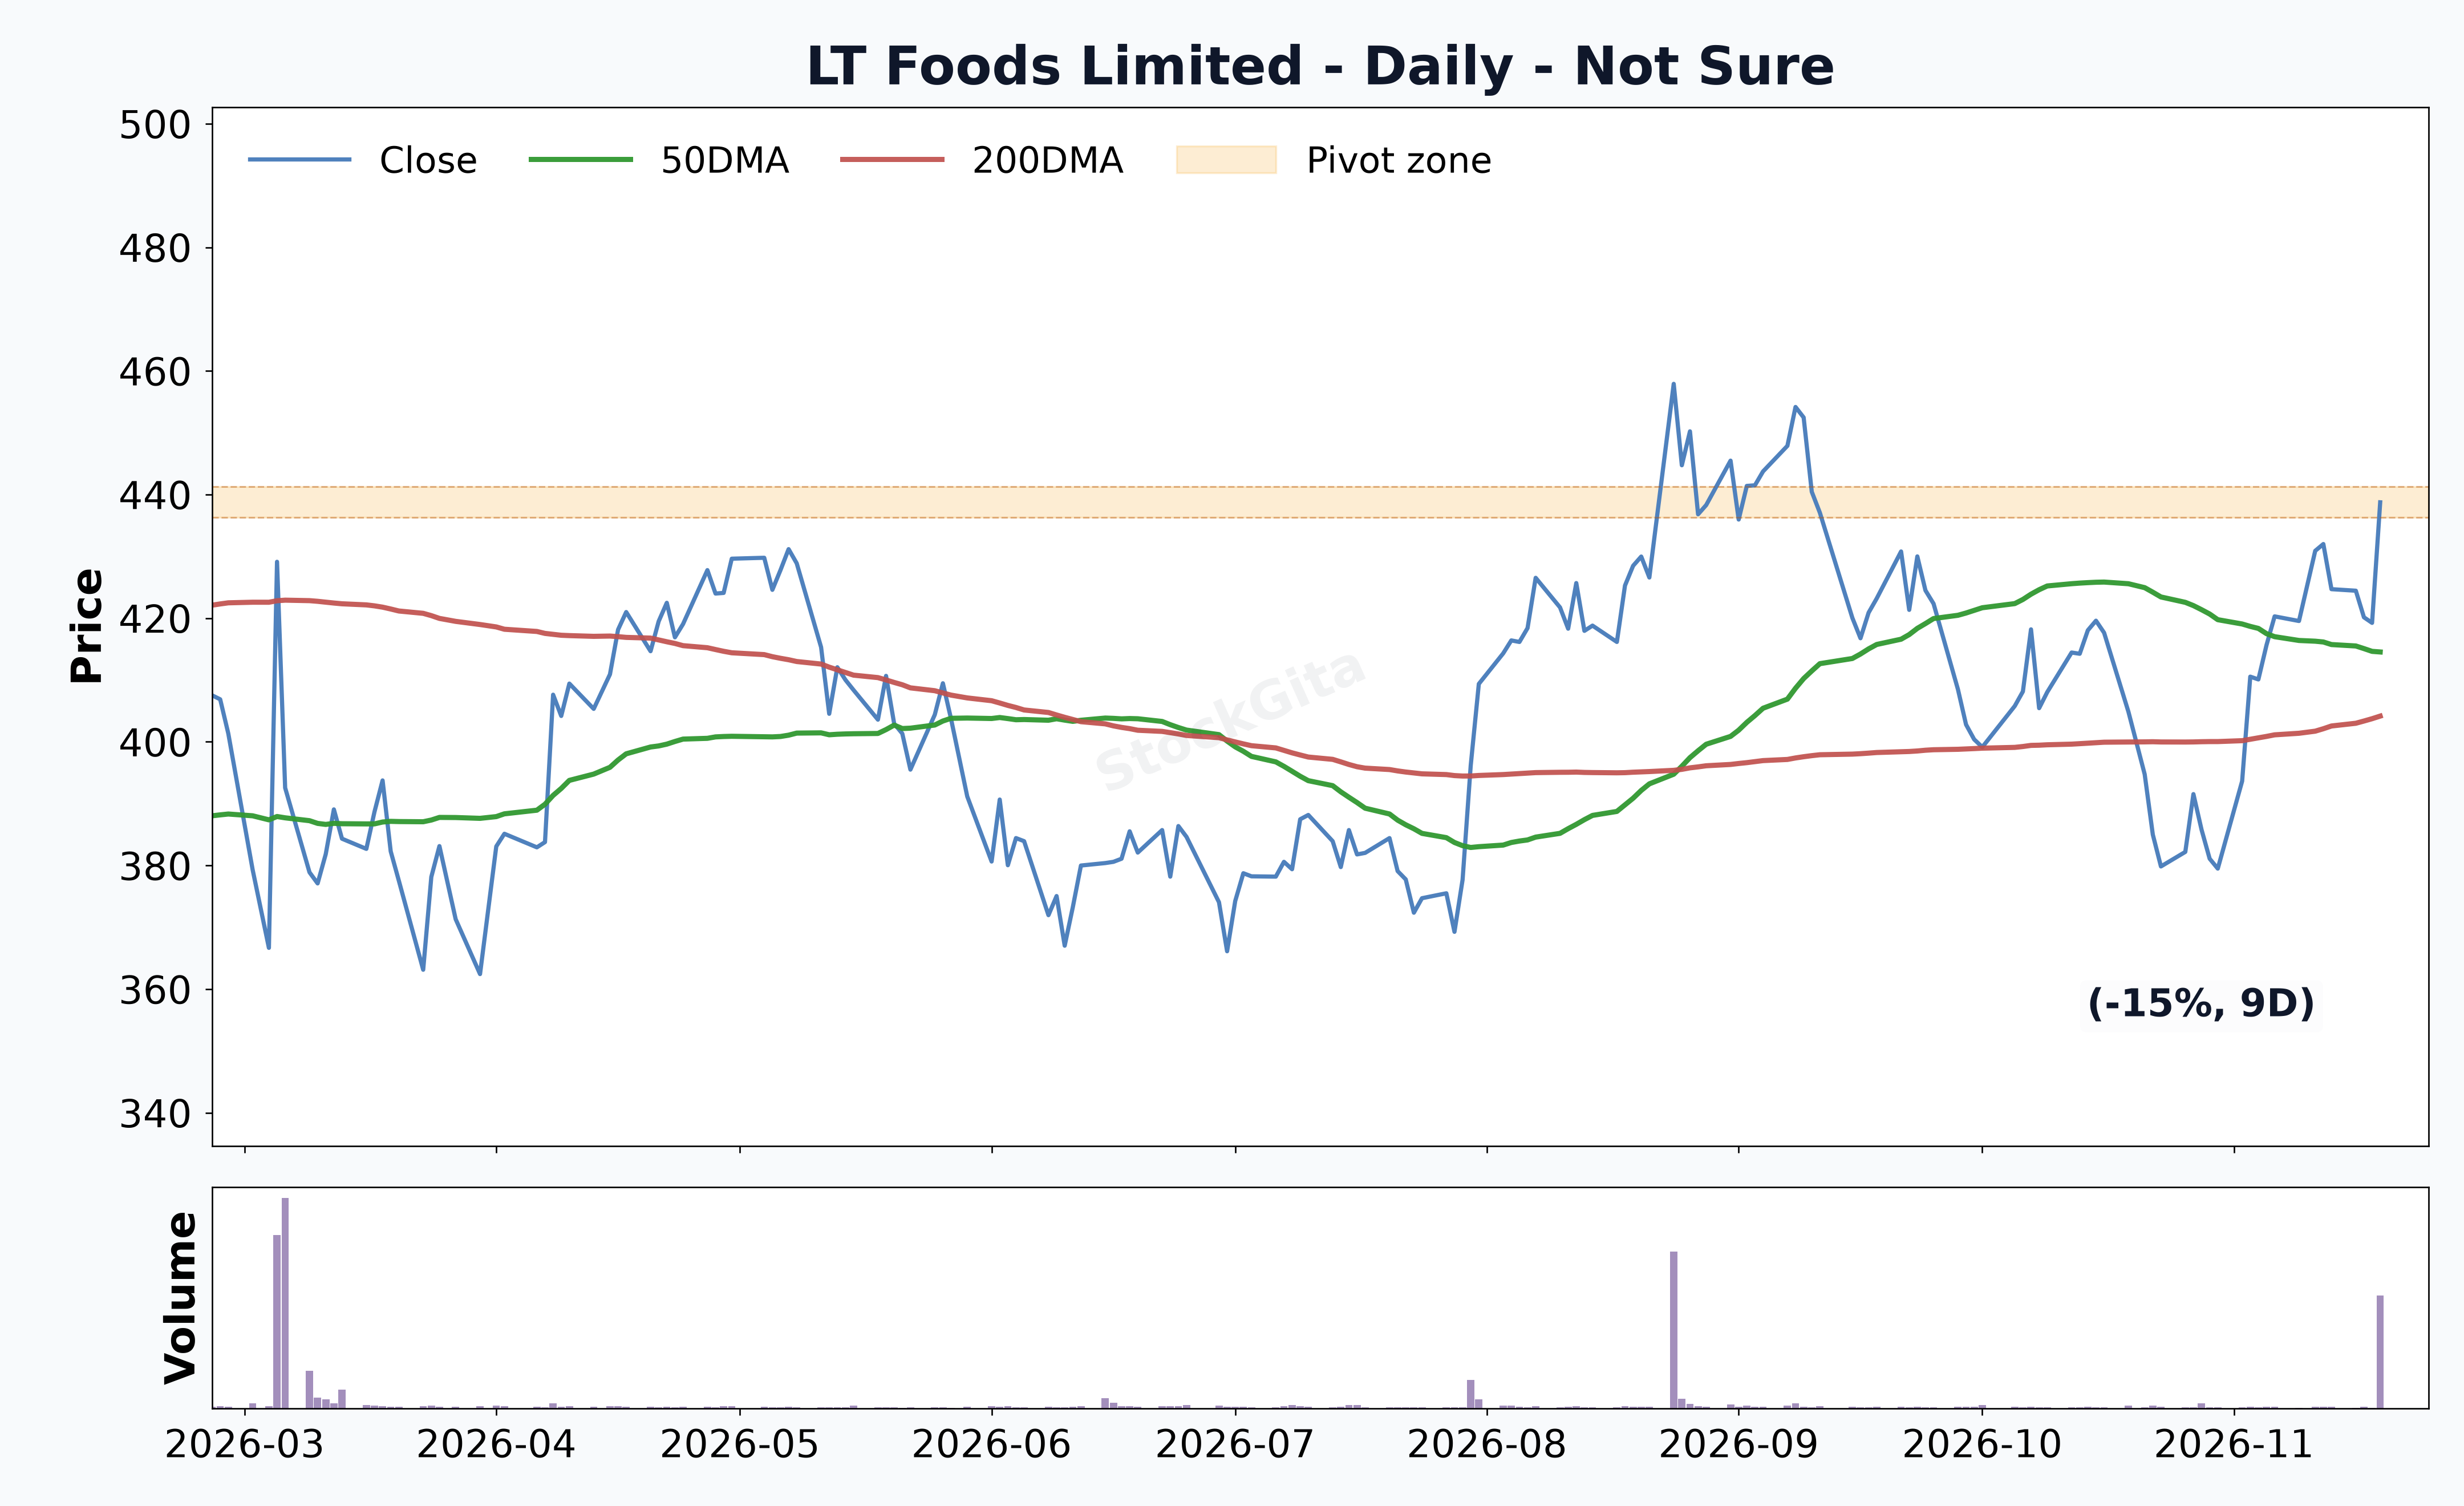 LT Foods Limited - Daily - Not Sure
Close 50DMA 200DMA Pivot zone
500
480
460
440
420
400
380
360
340
Price
StockGita
(-15%, 9D)
Volume
2026-03 2026-04 2026-05 2026-06 2026-07 2026-08 2026-09 2026-10 2026-11